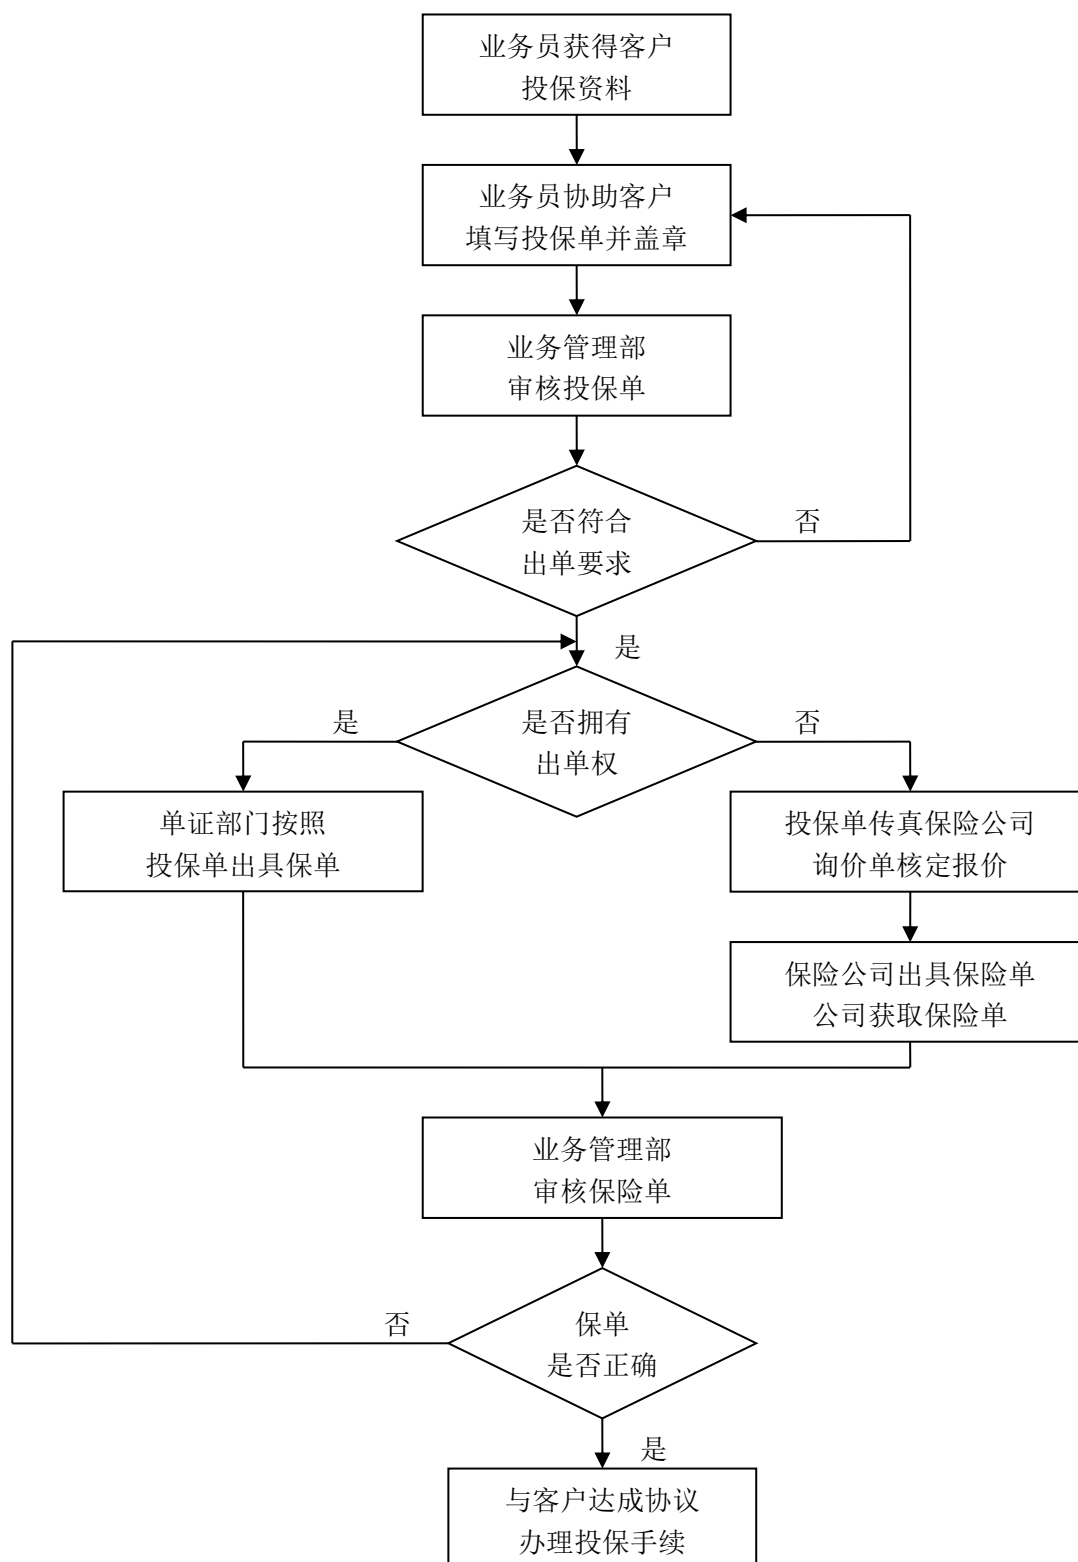 业务员获得客户
投保资料
业务员协助客户
填写投保单并盖章
业务管理部
审核投保单
是否符合
出单要求
否
是
是否拥有
出单权
是
否
单证部门按照
投保单出具保单
投保单传真保险公司
询价单核定报价
保险公司出具保险单
公司获取保险单
业务管理部
审核保险单
保单
是否正确
否
是
与客户达成协议
办理投保手续